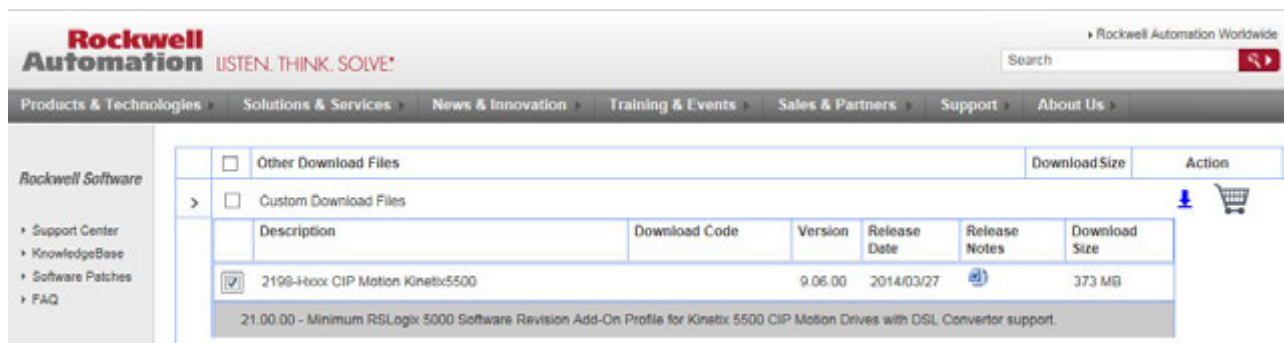 Rockwell
Automation LISTEN. THINK. SOLVE.
Rockwell Automation Worldwide
Search
Products & Technologies Solutions & Services News & Innovation Training & Events Sales & Partners Support About Us
Rockwell Software
Support Center
KnowledgeBase
Software Patches
FAQ
Other Download Files Download Size Action
Custom Download Files
Description Download Code Version Release Date Release Notes Download Size
2198-Hxxx CIP Motion Kinetix5500 9.06.00 2014/03/27 373 MB
21.00.00 - Minimum RSLogix 5000 Software Revision Add-On Profile for Kinetix 5500 CIP Motion Drives with DSL Convertor support.